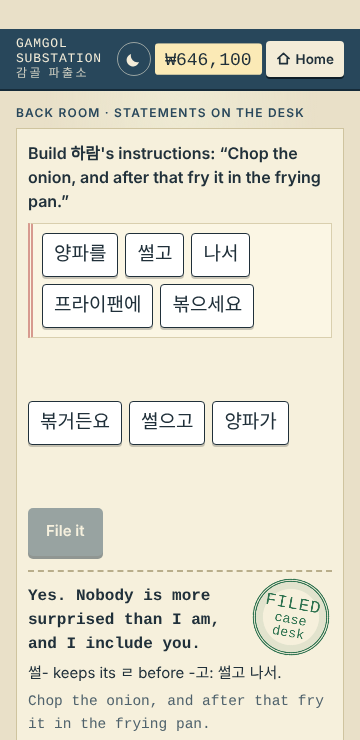 GAMGOL
SUBSTATION
감골 파출소
₩646,100
Home
BACK ROOM · STATEMENTS ON THE DESK
Build 하람's instructions: “Chop the
onion, and after that fry it in the frying
pan.”
양파를 썰고 나서
프라이팬에 볶으세요
볶거든요 썰으고 양파가
File it
Yes. Nobody is more
surprised than I am,
and I include you.
FILED
case
desk
썰- keeps its ㄹ before -고: 썰고 나서.
Chop the onion, and after that fry
it in the frying pan.